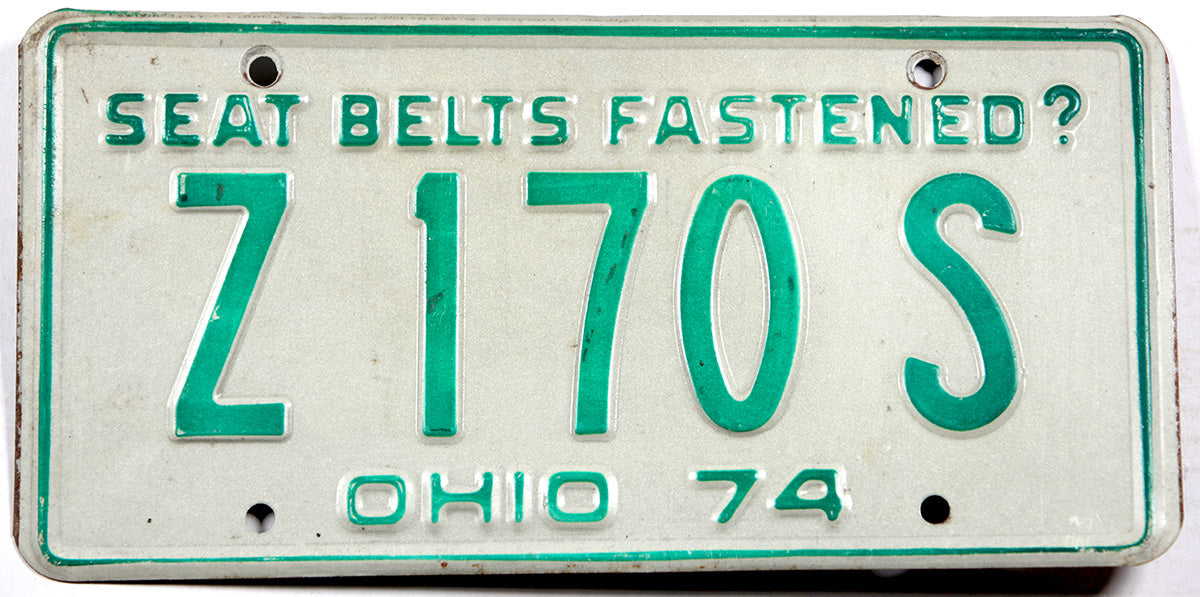 SEAT BELTS FASTENED?
Z 170 S
OHIO 74